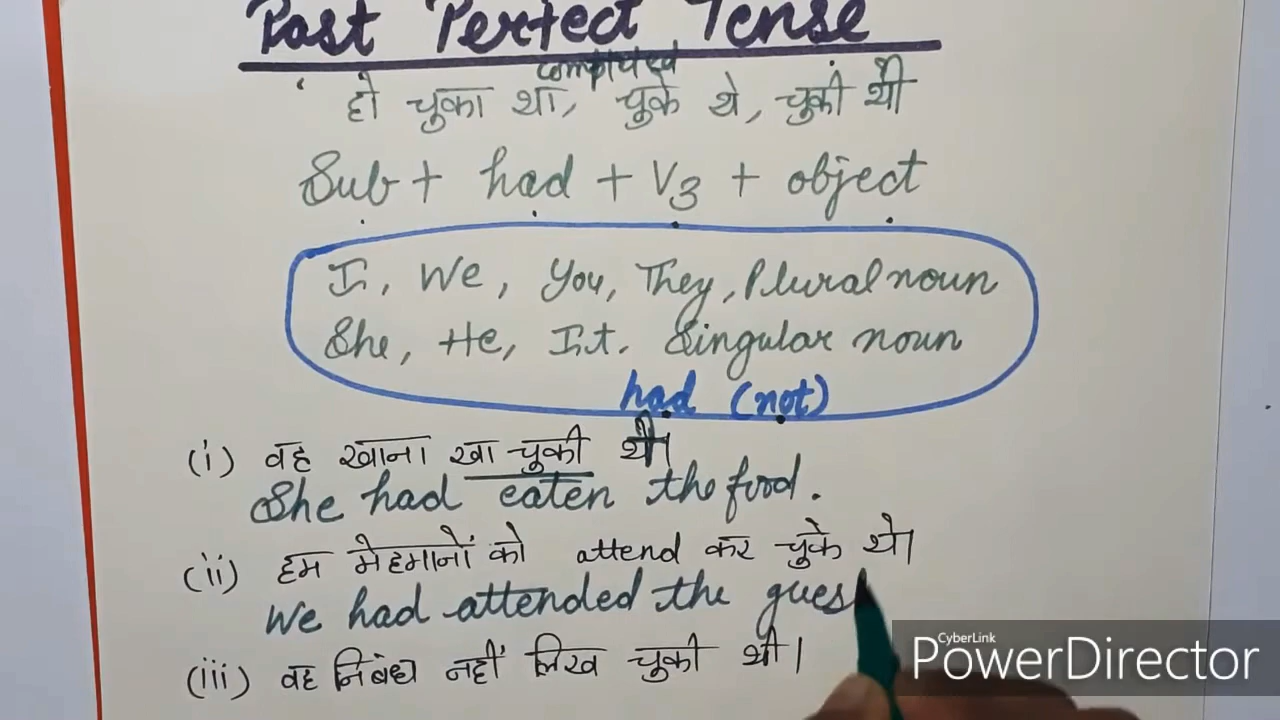 Past Perfect Tense
completed
हो चुका था, चुके थे, चुकी थी
Sub + had + V3 + object
I, We, You, They, Plural noun
She, He, It. Singular noun
had (not)
(i) वह खाना खा चुकी थी।
She had eaten the food.
(ii) हम मेहमानों को attend कर चुके थे।
We had attended the gues
(iii) वह निबंध नहीं लिख चुकी थी।
CyberLink
PowerDirector